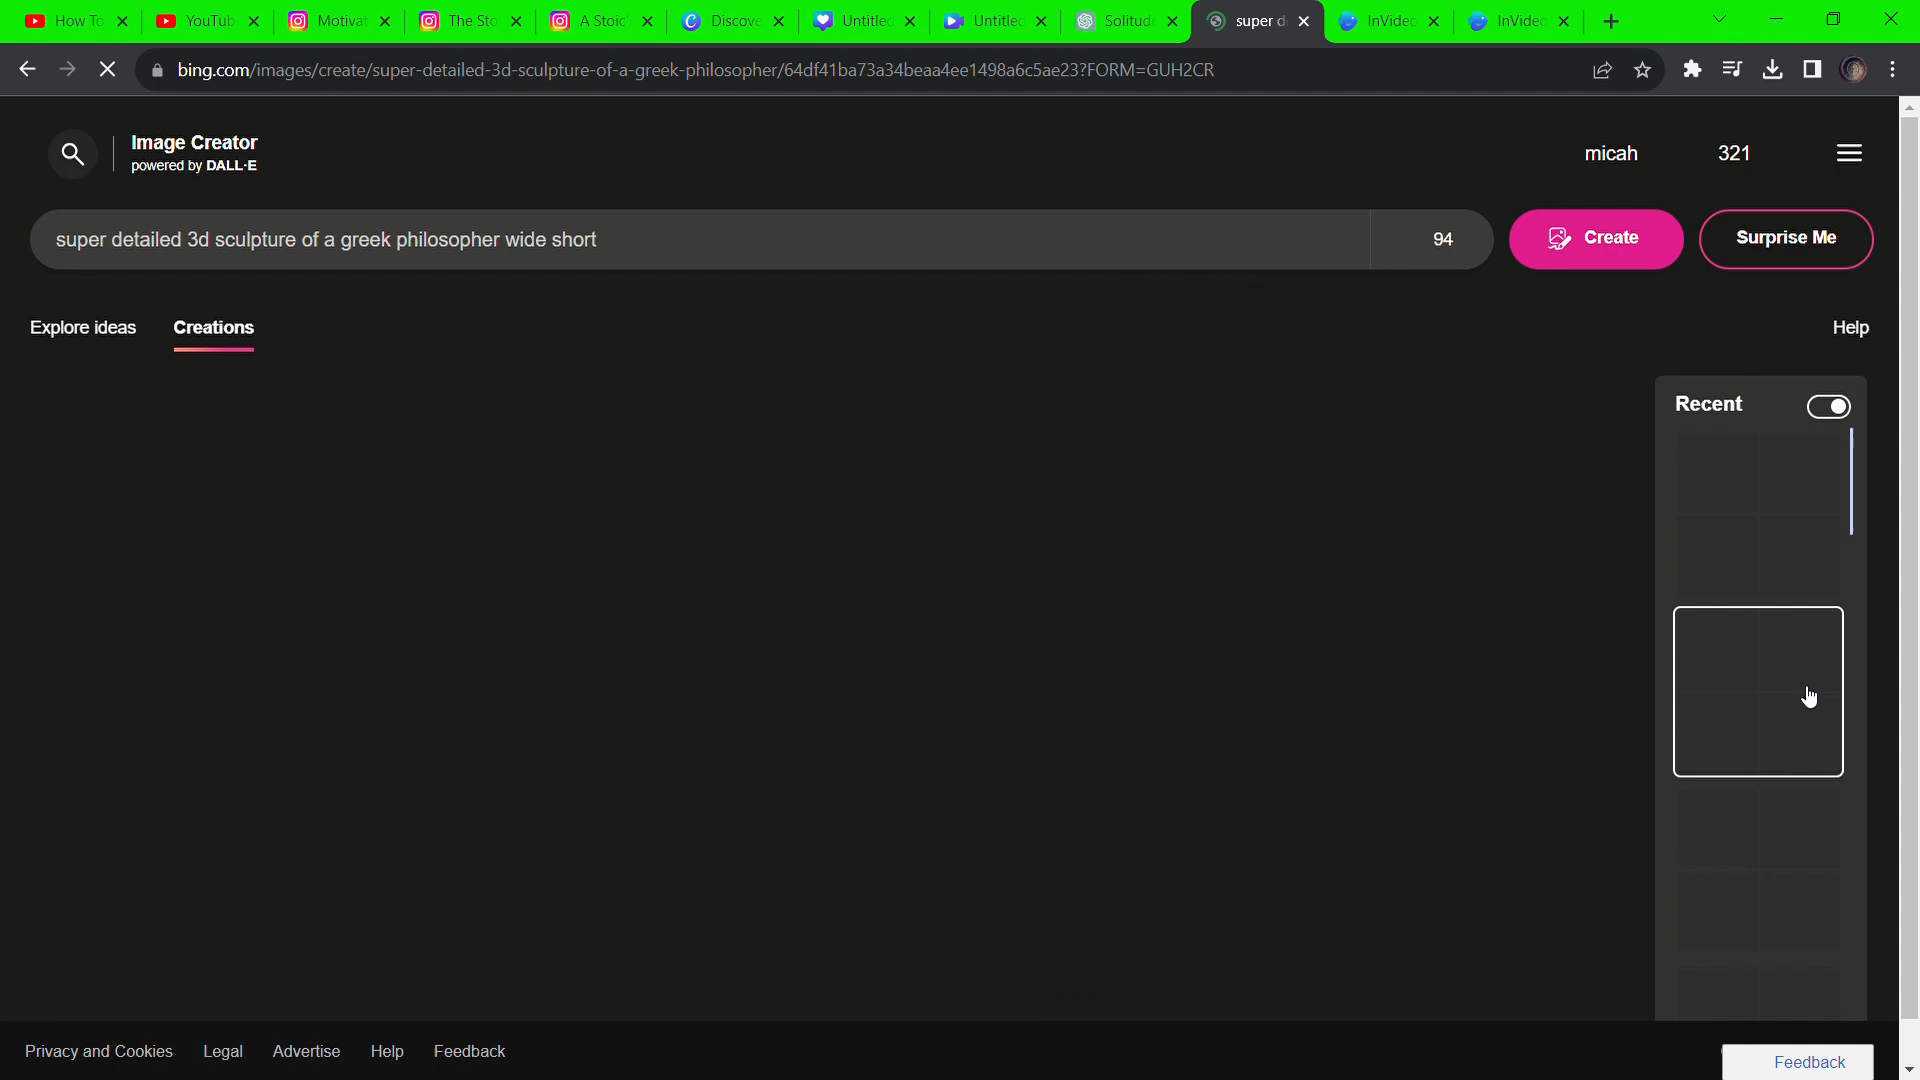 How To
YouTub
Motivat
The Sto
A Stoic
Discove
Untitled
Untitled
Solitude
super d
InVideo
InVideo
bing.com/images/create/super-detailed-3d-sculpture-of-a-greek-philosopher/64df41ba73a34beaa4ee1498a6c5ae23?FORM=GUH2CR
Image Creator
powered by DALL·E
micah
321
super detailed 3d sculpture of a greek philosopher wide short
94
Create
Surprise Me
Explore ideas
Creations
Help
Recent
Privacy and Cookies
Legal
Advertise
Help
Feedback
Feedback